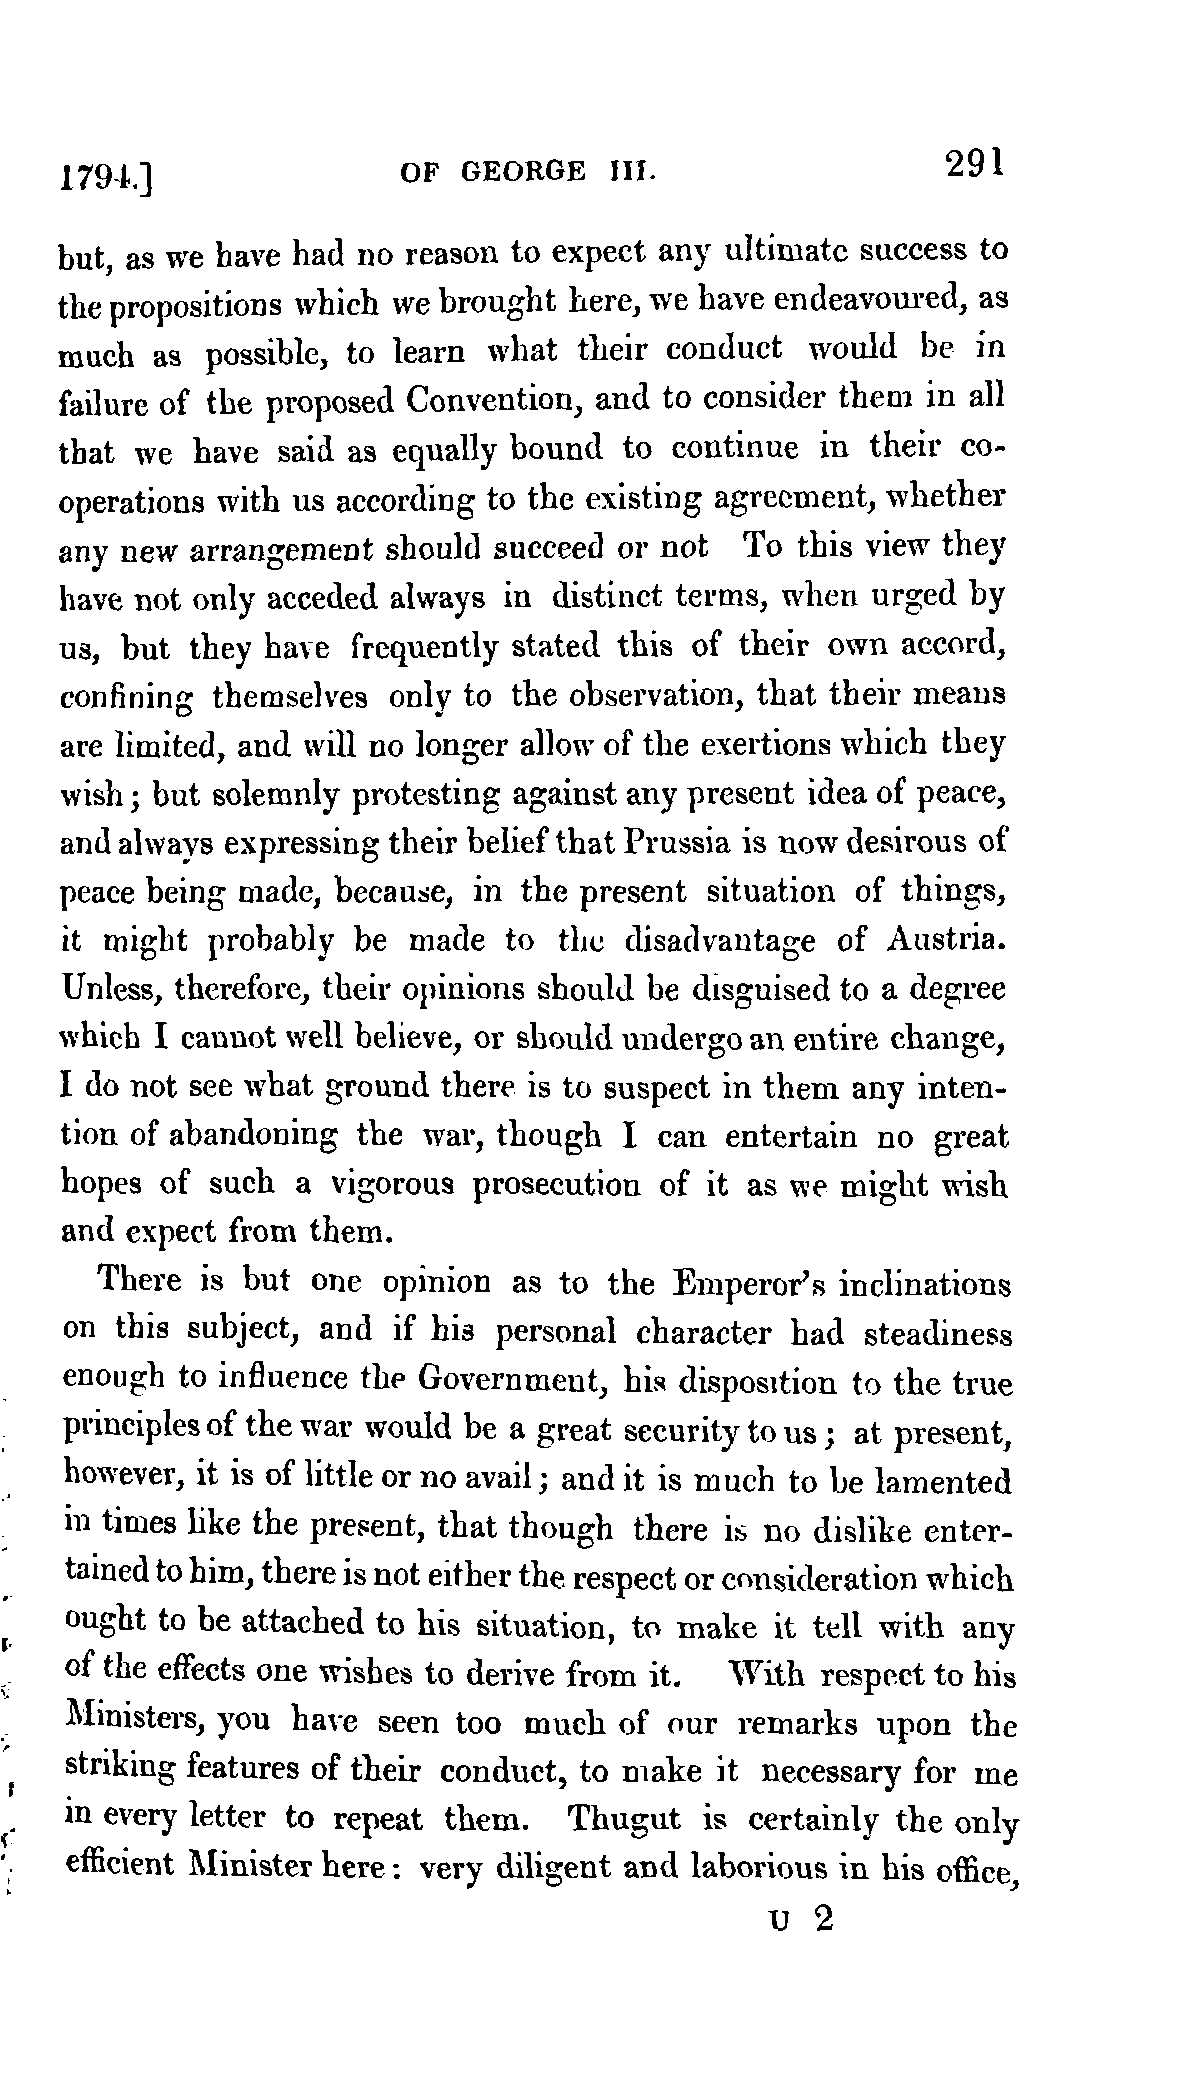 1794.] OF GEORGE III. 291
but, as we have had no reason to expect any ultimate success to
the propositions which we brought here, we have endeavoured, as
much as possible, to learn what their conduct would be in
failure of the proposed Convention, and to consider them in all
that we have said as equally bound to continue in their co-
operations with us according to the existing agreement, whether
any new arrangement should succeed or not To this view they
have not only acceded always in distinct terms, when urged by
us, but they have frequently stated this of their own accord,
confining themselves only to the observation, that their means
are limited, and will no longer allow of the exertions which they
wish; but solemnly protesting against any present idea of peace,
and always expressing their belief that Prussia is now desirous of
peace being made, because, in the present situation of things,
it might probably be made to the disadvantage of Austria.
Unless, therefore, their opinions should be disguised to a degree
which I cannot well believe, or should undergo an entire change,
I do not see what ground there is to suspect in them any inten-
tion of abandoning the war, though I can entertain no great
hopes of such a vigorous prosecution of it as we might wish
and expect from them.
There is but one opinion as to the Emperor's inclinations
on this subject, and if his personal character had steadiness
enough to influence the Government, his disposition to the true
principles of the war would be a great security to us; at present,
however, it is of little or no avail; and it is much to be lamented
in times like the present, that though there is no dislike enter-
tained to him, there is not either the respect or consideration which
ought to be attached to his situation, to make it tell with any
of the effects one wishes to derive from it. With respect to his
Ministers, you have seen too much of our remarks upon the
striking features of their conduct, to make it necessary for me
in every letter to repeat them. Thugut is certainly the only
efficient Minister here: very diligent and laborious in his office,
U 2